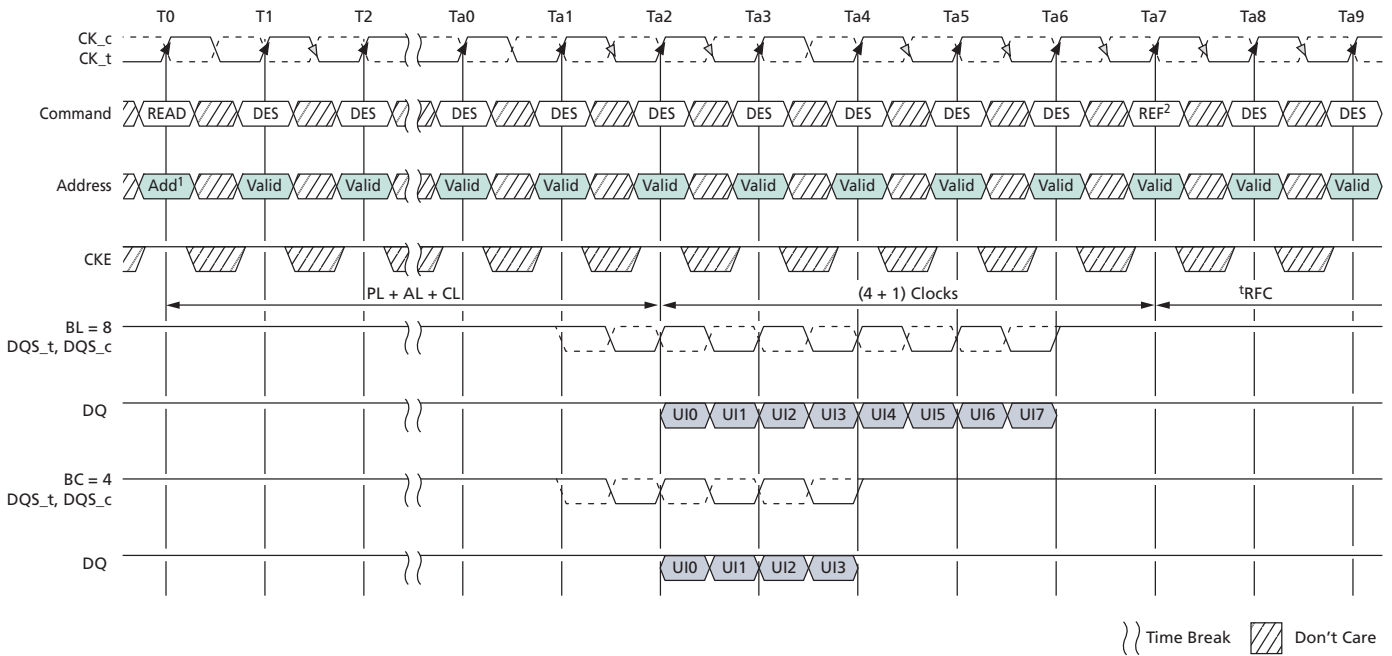 T0 T1 T2 Ta0 Ta1 Ta2 Ta3 Ta4 Ta5 Ta6 Ta7 Ta8 Ta9
CK_c
CK_t
Command READ DES DES DES DES DES DES DES DES DES REF2 DES DES
Address Add1 Valid Valid Valid Valid Valid Valid Valid Valid Valid Valid Valid Valid
CKE
PL + AL + CL (4 + 1) Clocks tRFC
BL = 8
DQS_t, DQS_c
DQ UI0 UI1 UI2 UI3 UI4 UI5 UI6 UI7
BC = 4
DQS_t, DQS_c
DQ UI0 UI1 UI2 UI3
Time Break Don't Care